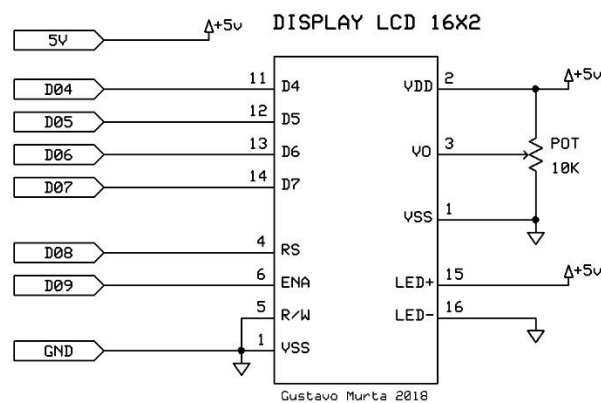 DISPLAY LCD 16X2
5V
+5v
D04
11
D4
VDD
2
+5v
D05
12
D5
D06
13
D6
VO
3
POT
10K
D07
14
D7
VSS
1
D08
4
RS
D09
6
ENA
LED+
15
+5v
5
R/W
LED-
16
GND
1
VSS
Gustavo Murta 2018